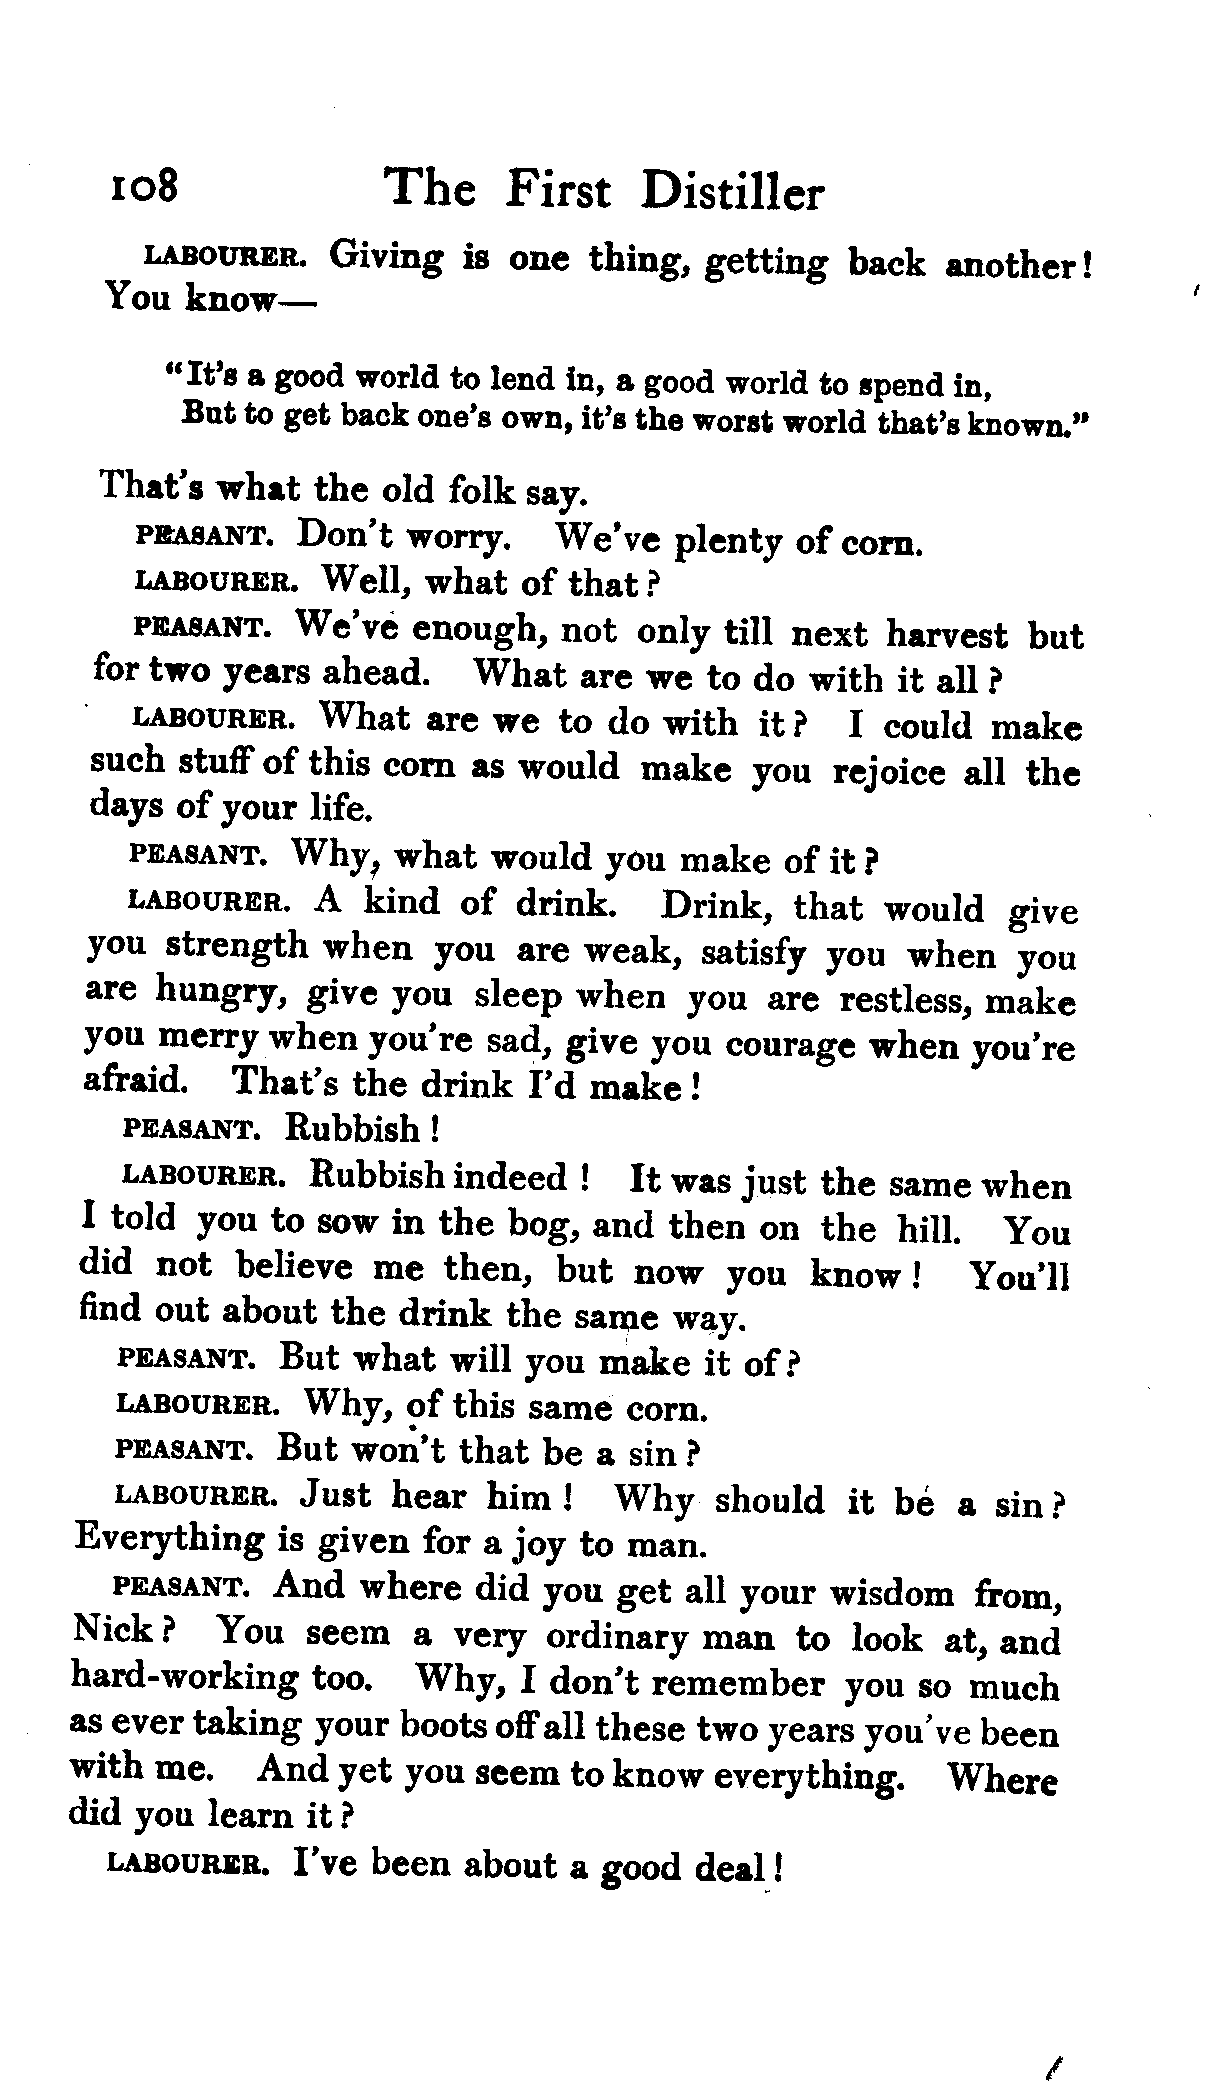 108 The First Distiller
LABOURER. Giving is one thing, getting back another!
You know—
"It's a good world to lend in, a good world to spend in,
But to get back one's own, it's the worst world that's known."
That's what the old folk say.
PEASANT. Don't worry. We've plenty of corn.
LABOURER. Well, what of that?
PEASANT. We've enough, not only till next harvest but
for two years ahead. What are we to do with it all?
LABOURER. What are we to do with it? I could make
such stuff of this corn as would make you rejoice all the
days of your life.
PEASANT. Why, what would you make of it?
LABOURER. A kind of drink. Drink, that would give
you strength when you are weak, satisfy you when you
are hungry, give you sleep when you are restless, make
you merry when you're sad, give you courage when you're
afraid. That's the drink I'd make!
PEASANT. Rubbish!
LABOURER. Rubbish indeed! It was just the same when
I told you to sow in the bog, and then on the hill. You
did not believe me then, but now you know! You'll
find out about the drink the same way.
PEASANT. But what will you make it of?
LABOURER. Why, of this same corn.
PEASANT. But won't that be a sin?
LABOURER. Just hear him! Why should it be a sin?
Everything is given for a joy to man.
PEASANT. And where did you get all your wisdom from,
Nick? You seem a very ordinary man to look at, and
hard-working too. Why, I don't remember you so much
as ever taking your boots off all these two years you've been
with me. And yet you seem to know everything. Where
did you learn it?
LABOURER. I've been about a good deal!